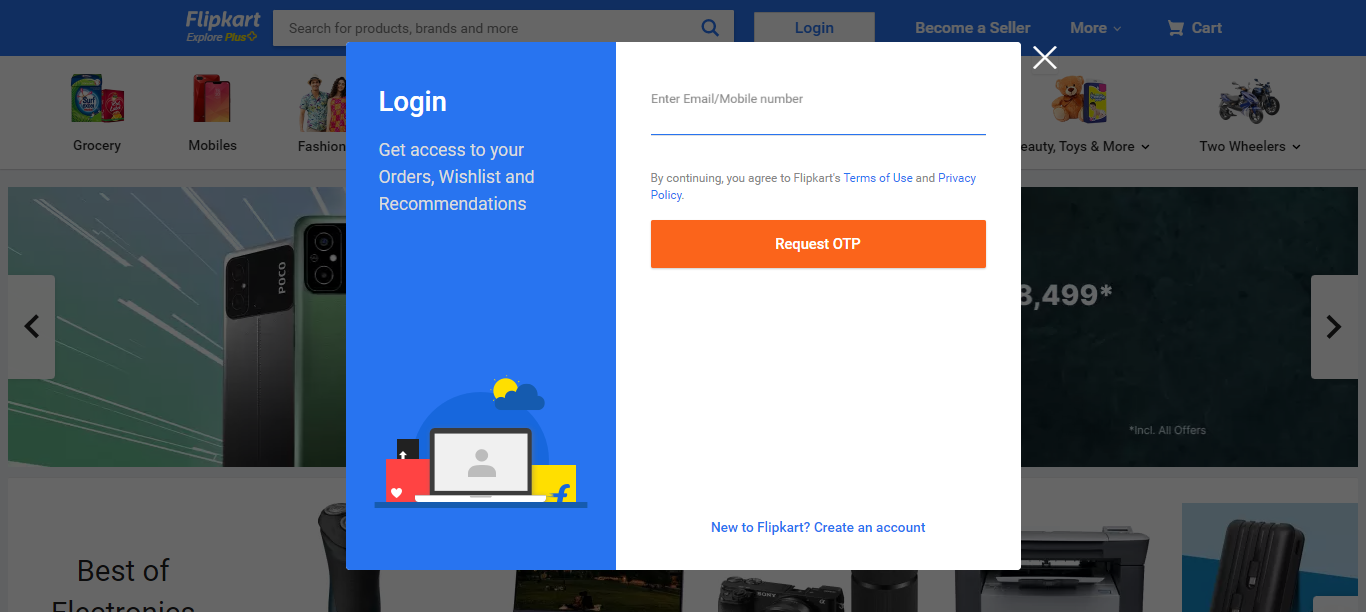 Flipkart
Explore Plus
Search for products, brands and more
Login
Become a Seller
More
Cart
Grocery
Mobiles
Fashion
eauty, Toys & More
Two Wheelers
Login
Get access to your
Orders, Wishlist and
Recommendations
Enter Email/Mobile number
By continuing, you agree to Flipkart's Terms of Use and Privacy
Policy.
Request OTP
New to Flipkart? Create an account
POCO
8,499*
*Incl. All Offers
Best of
Electronics
SONY